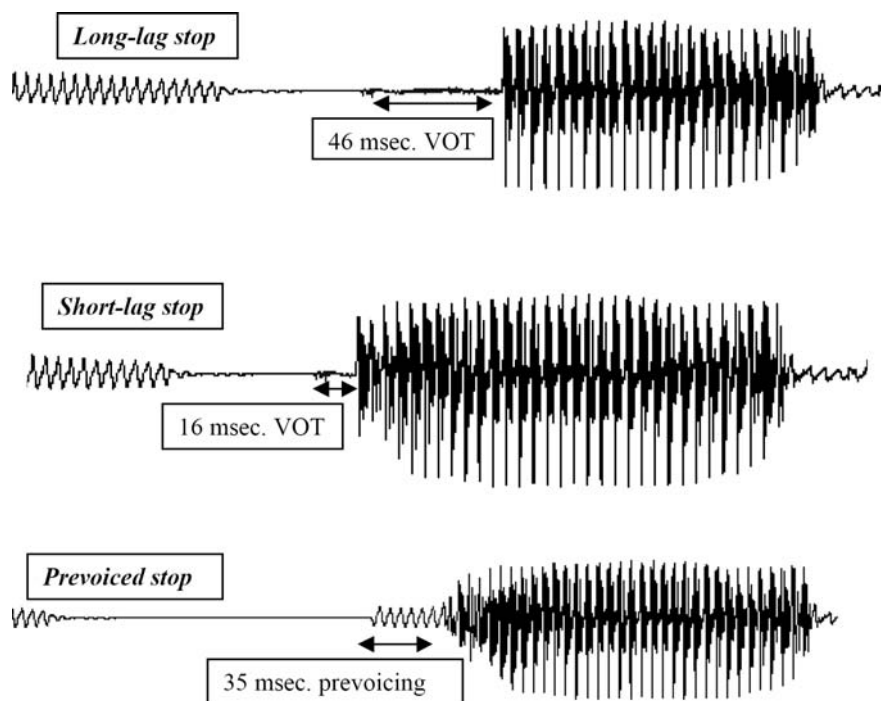 Long-lag stop
46 msec. VOT
Short-lag stop
16 msec. VOT
Prevoiced stop
35 msec. prevoicing